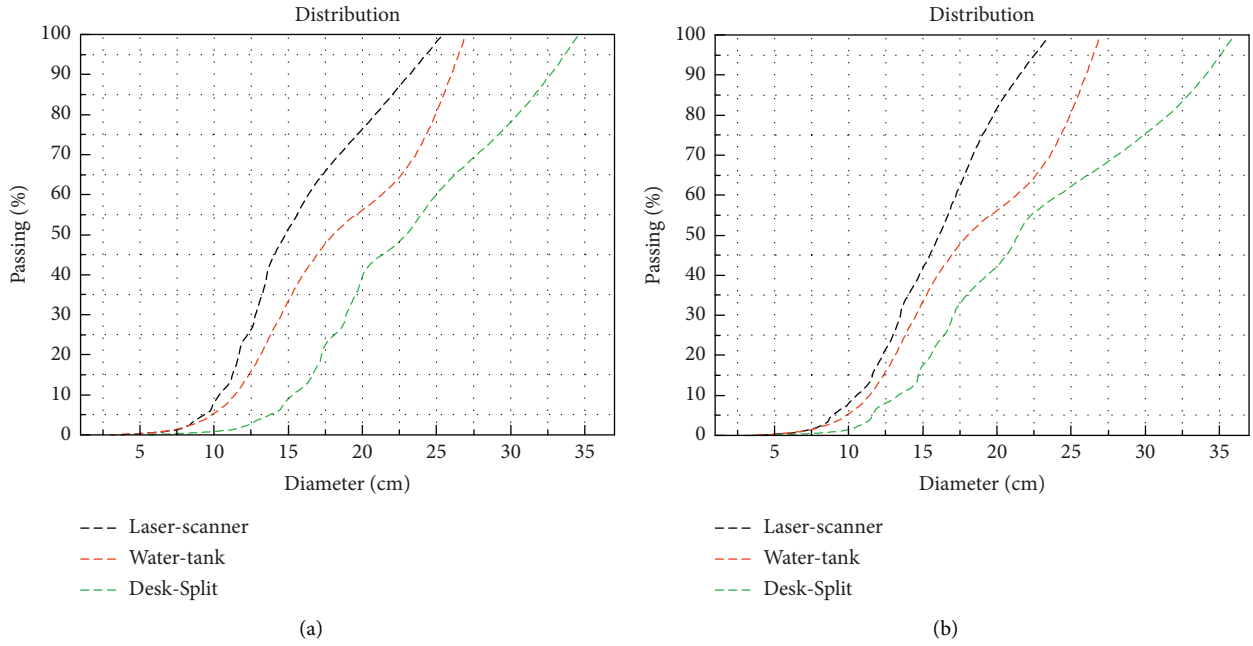 Distribution
100
90
80
70
60
50
40
30
20
10
0
Passing (%)
5 10 15 20 25 30 35
Diameter (cm)
Laser-scanner
Water-tank
Desk-Split
(a)
Distribution
100
90
80
70
60
50
40
30
20
10
0
Passing (%)
5 10 15 20 25 30 35
Diameter (cm)
Laser-scanner
Water-tank
Desk-Split
(b)